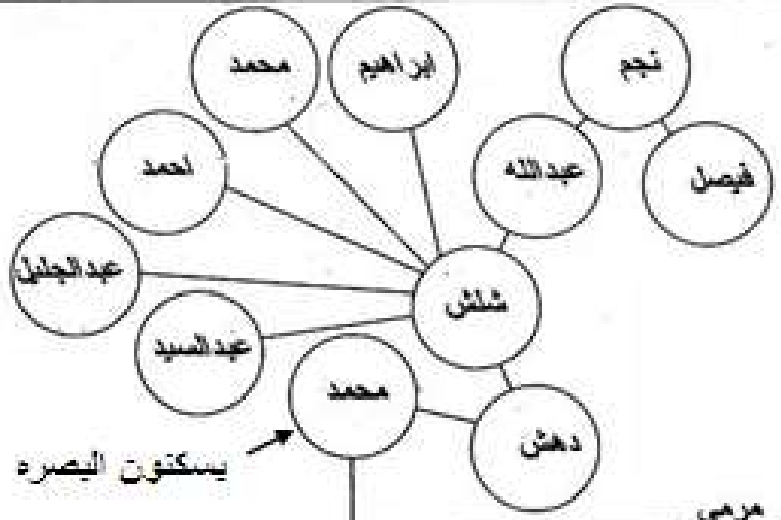 نجم
ابراهيم
محمد
فيصل
عبدالله
احمد
عبدالجليل
شلش
عبدالسيد
محمد
دهش
يسكنون البصره